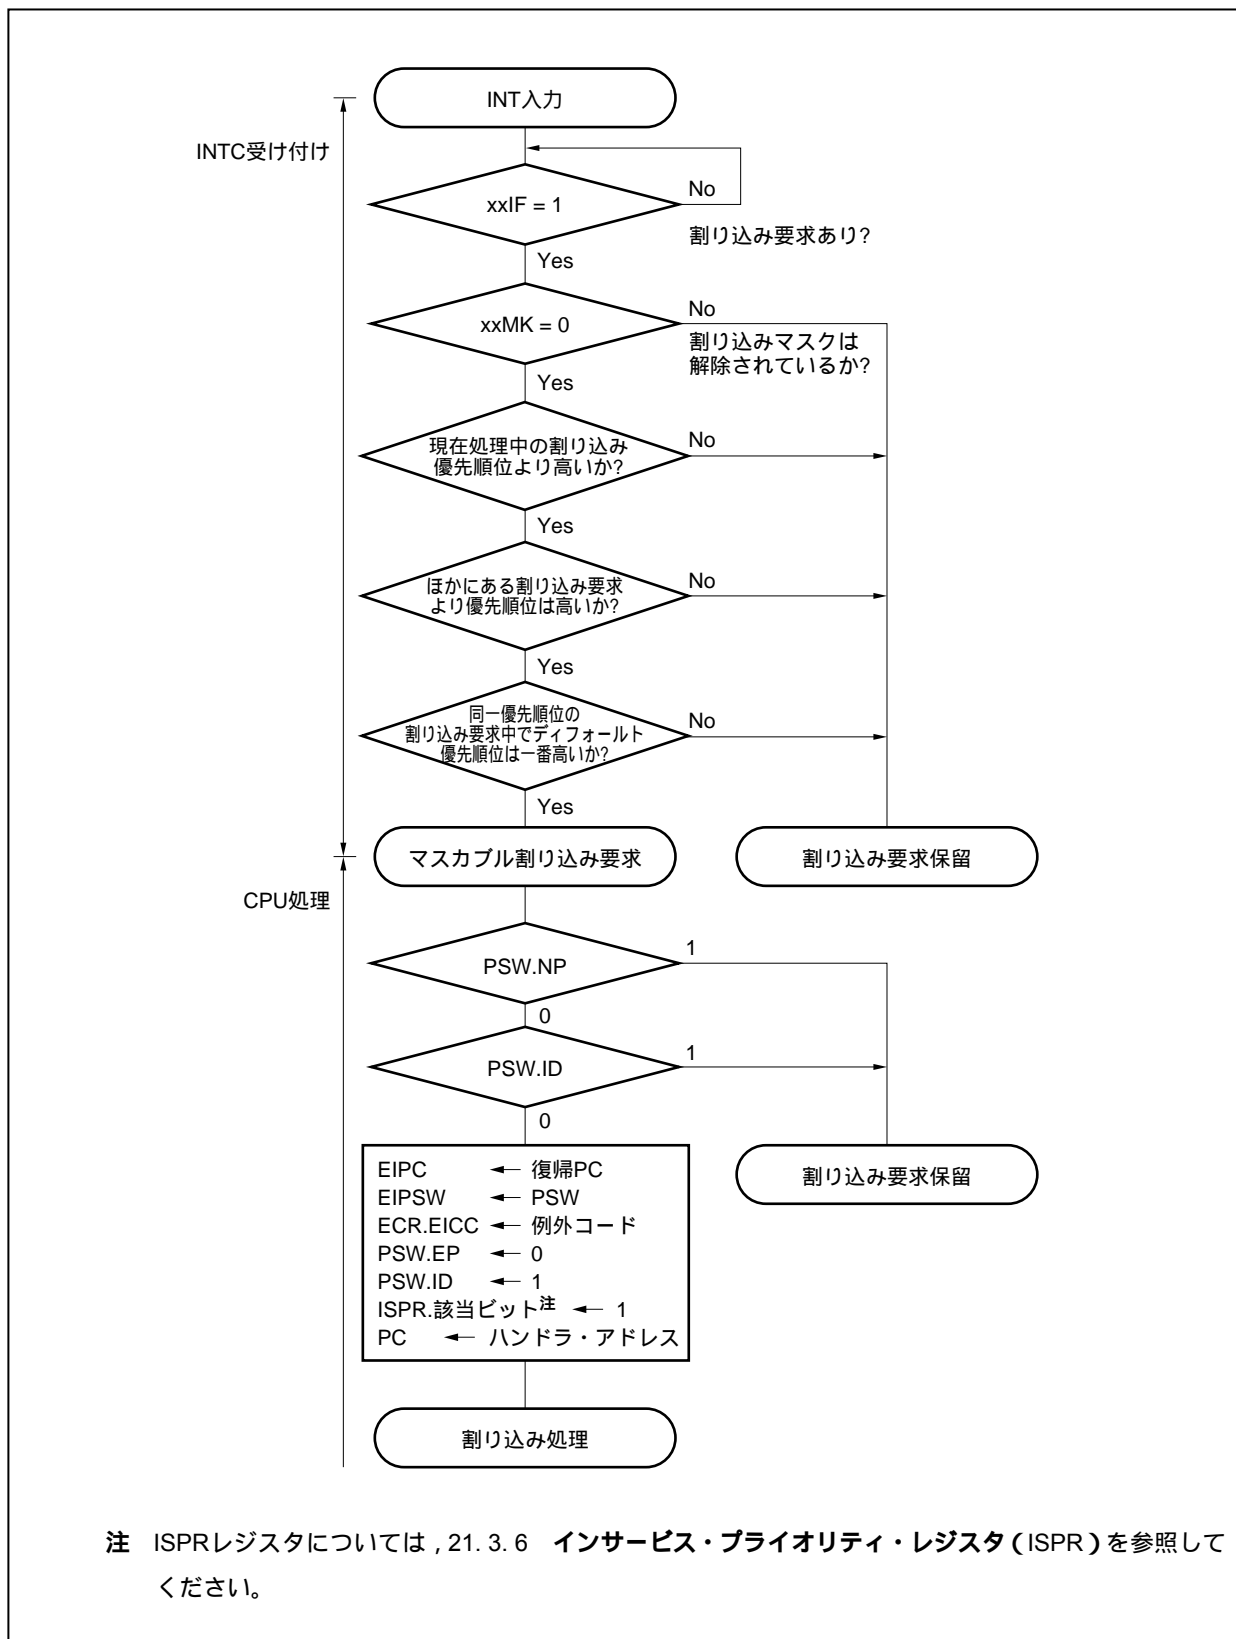 INT入力
INTC受け付け
xxIF = 1
No
割り込み要求あり?
Yes
xxMK = 0
No
割り込みマスクは
解除されているか?
Yes
現在処理中の割り込み
優先順位より高いか?
No
Yes
ほかにある割り込み要求
より優先順位は高いか?
No
Yes
同一優先順位の
割り込み要求中でディフォールト
優先順位は一番高いか?
No
Yes
マスカブル割り込み要求
割り込み要求保留
CPU処理
PSW.NP
1
0
PSW.ID
1
0
EIPC ← 復帰PC
EIPSW ← PSW
ECR.EICC ← 例外コード
PSW.EP ← 0
PSW.ID ← 1
ISPR.該当ビット注 ← 1
PC ← ハンドラ・アドレス
割り込み要求保留
割り込み処理
注 ISPRレジスタについては，21. 3. 6 インサービス・プライオリティ・レジスタ（ISPR）を参照して
ください。